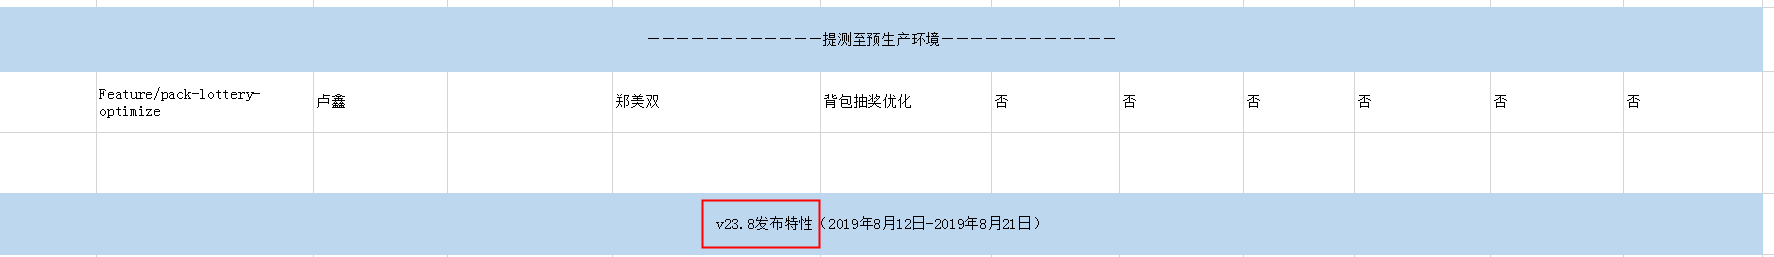 ————————————提测至预生产环境————————————
Feature/pack-lottery-
optimize
卢鑫
郑美双
背包抽奖优化
否
否
否
否
否
否
v23.8发布特性（2019年8月12日-2019年8月21日）